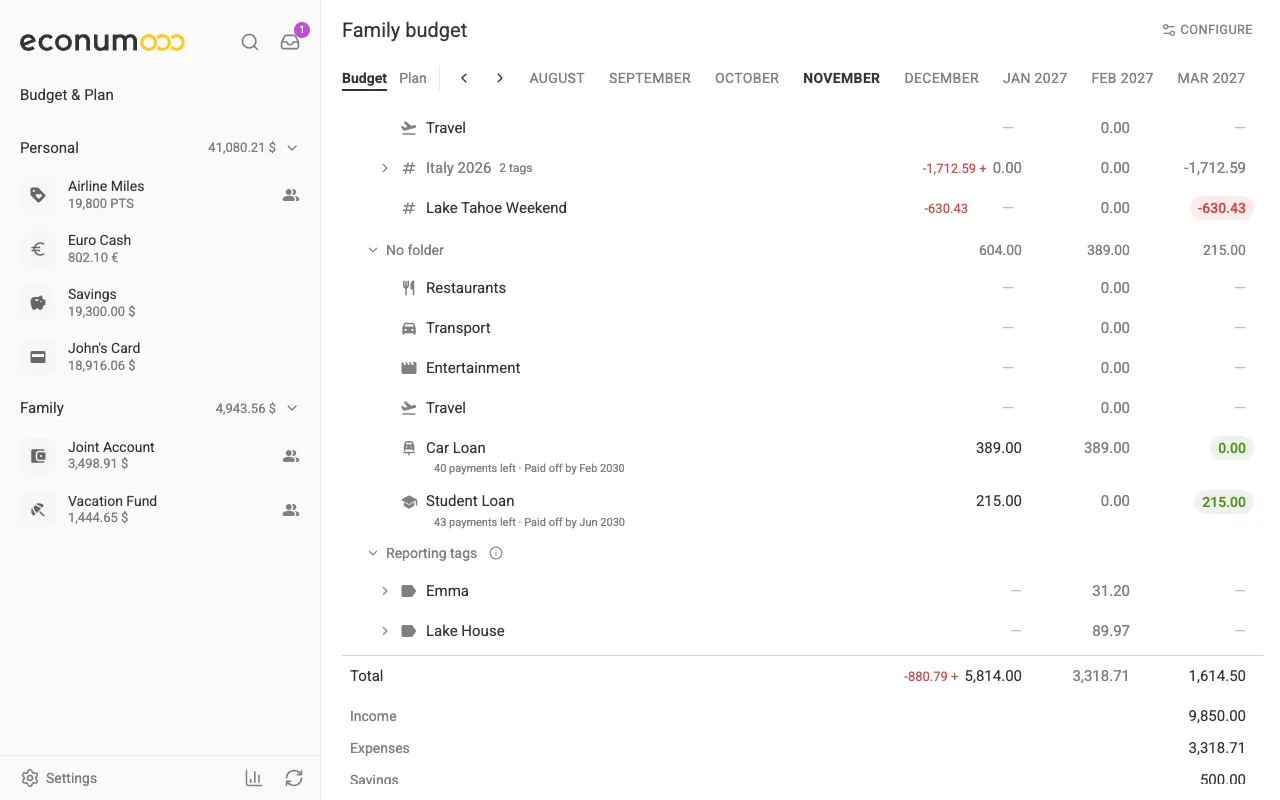 econumooo
1
Budget & Plan
Personal 41,080.21 $
Airline Miles
19,800 PTS
Euro Cash
802.10 €
Savings
19,300.00 $
John's Card
18,916.06 $
Family 4,943.56 $
Joint Account
3,498.91 $
Vacation Fund
1,444.65 $
Settings
Family budget CONFIGURE
Budget Plan AUGUST SEPTEMBER OCTOBER NOVEMBER DECEMBER JAN 2027 FEB 2027 MAR 2027
Travel — 0.00 —
# Italy 2026 2 tags -1,712.59 + 0.00 0.00 -1,712.59
# Lake Tahoe Weekend -630.43 — 0.00 -630.43
No folder 604.00 389.00 215.00
Restaurants — 0.00 —
Transport — 0.00 —
Entertainment — 0.00 —
Travel — 0.00 —
Car Loan 389.00 389.00 0.00
40 payments left · Paid off by Feb 2030
Student Loan 215.00 0.00 215.00
43 payments left · Paid off by Jun 2030
Reporting tags
Emma — 31.20 —
Lake House — 89.97 —
Total -880.79 + 5,814.00 3,318.71 1,614.50
Income 9,850.00
Expenses 3,318.71
Savings 500.00